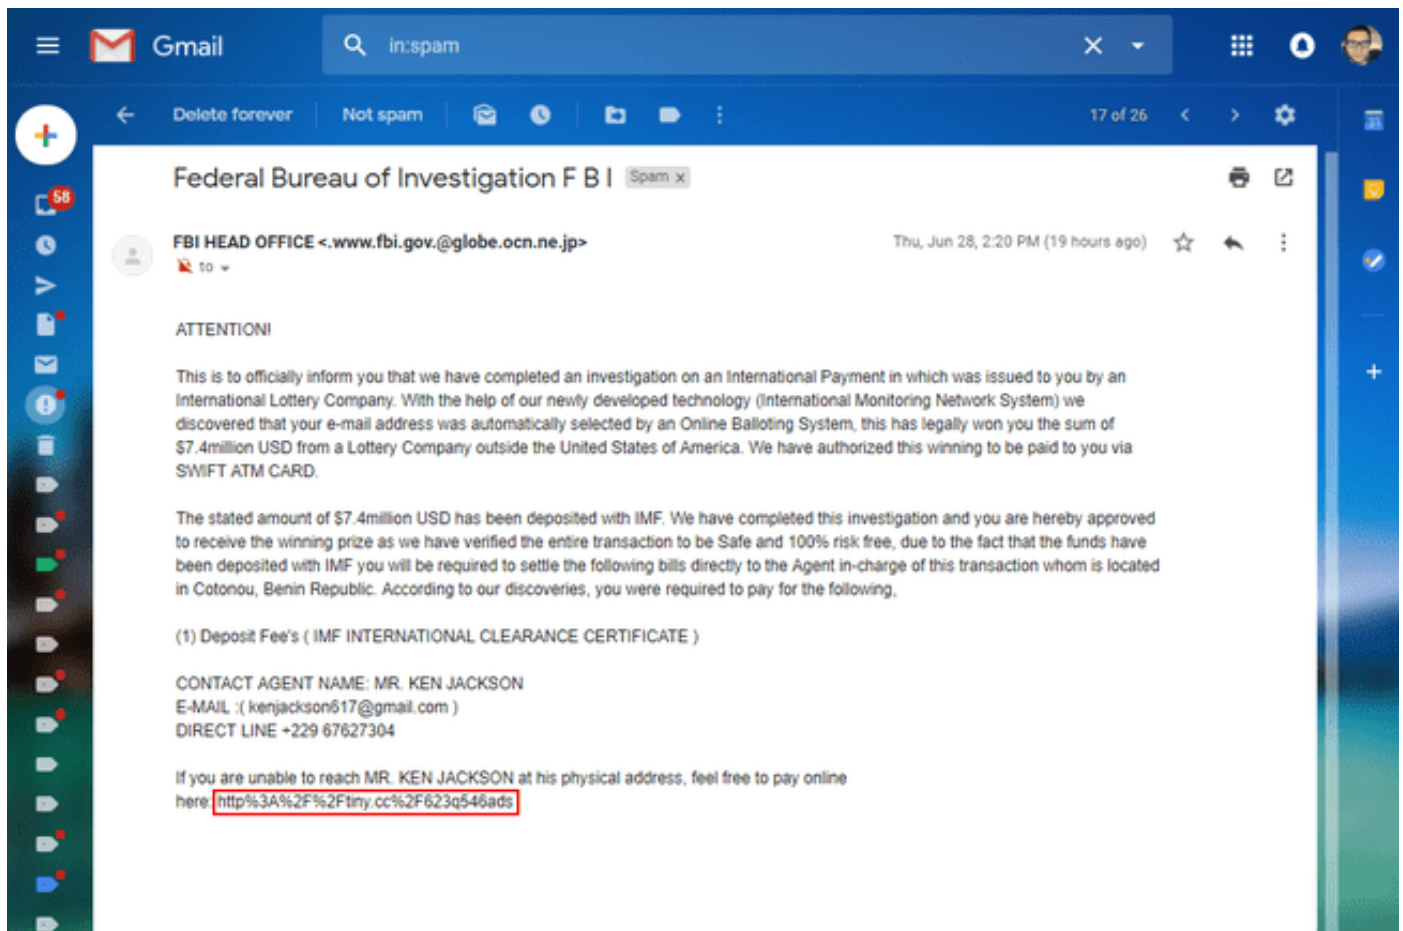 Gmail
in:spam
Delete forever
Not spam
17 of 26
58
31
Federal Bureau of Investigation F B I
Spam x
FBI HEAD OFFICE <.www.fbi.gov.@globe.ocn.ne.jp>
Thu, Jun 28, 2:20 PM (19 hours ago)
to
ATTENTION!
This is to officially inform you that we have completed an investigation on an International Payment in which was issued to you by an
International Lottery Company. With the help of our newly developed technology (International Monitoring Network System) we
discovered that your e-mail address was automatically selected by an Online Balloting System, this has legally won you the sum of
$7.4million USD from a Lottery Company outside the United States of America. We have authorized this winning to be paid to you via
SWIFT ATM CARD.
The stated amount of $7.4million USD has been deposited with IMF. We have completed this investigation and you are hereby approved
to receive the winning prize as we have verified the entire transaction to be Safe and 100% risk free, due to the fact that the funds have
been deposited with IMF you will be required to settle the following bills directly to the Agent in-charge of this transaction whom is located
in Cotonou, Benin Republic. According to our discoveries, you were required to pay for the following,
(1) Deposit Fee's ( IMF INTERNATIONAL CLEARANCE CERTIFICATE )
CONTACT AGENT NAME: MR. KEN JACKSON
E-MAIL :( kenjackson617@gmail.com )
DIRECT LINE +229 67627304
If you are unable to reach MR. KEN JACKSON at his physical address, feel free to pay online
here: http%3A%2F%2Ftiny.cc%2F623q546ads